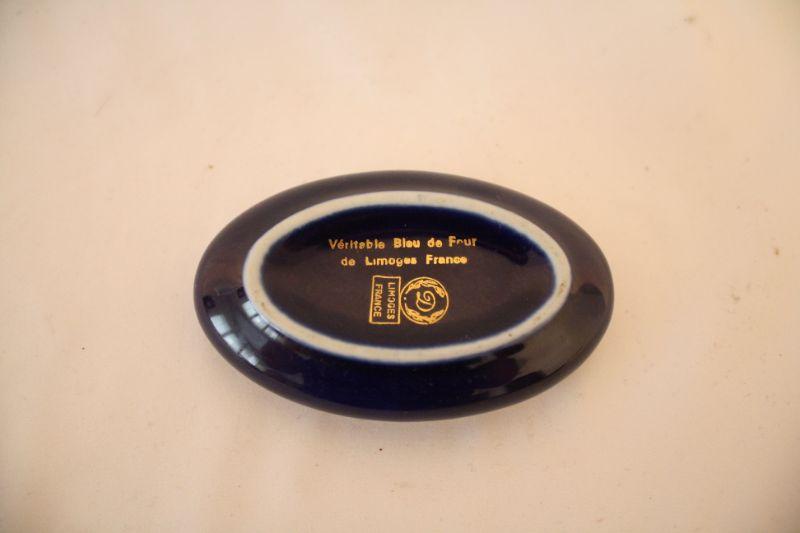 Véritable Bleu de Four
de Limoges France
LIMOGES
FRANCE
D